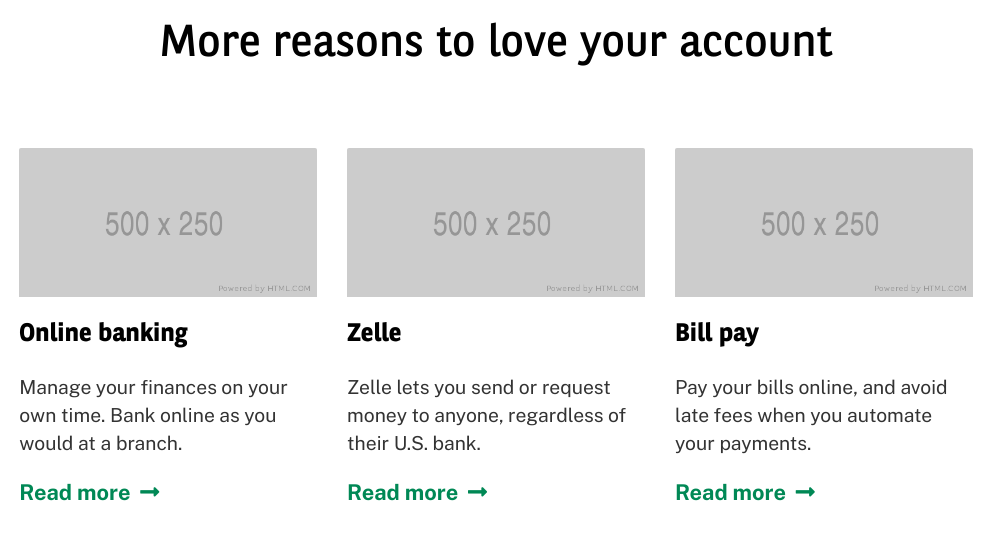 More reasons to love your account
500 x 250
Powered by HTML.COM
500 x 250
Powered by HTML.COM
500 x 250
Powered by HTML.COM
Online banking
Manage your finances on your
own time. Bank online as you
would at a branch.
Read more →
Zelle
Zelle lets you send or request
money to anyone, regardless of
their U.S. bank.
Read more →
Bill pay
Pay your bills online, and avoid
late fees when you automate
your payments.
Read more →